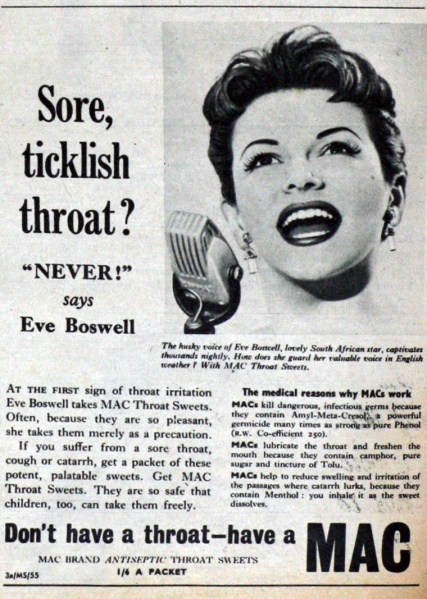 Sore,
ticklish
throat?
"NEVER!"
says
Eve Boswell
The husky voice of Eve Boswell, lovely South African star, captivates
thousands nightly. How does she guard her valuable voice in English
weather? With MAC Throat Sweets.
AT THE FIRST sign of throat irritation
Eve Boswell takes MAC Throat Sweets.
Often, because they are so pleasant,
she takes them merely as a precaution.
If you suffer from a sore throat,
cough or catarrh, get a packet of these
potent, palatable sweets. Get MAC
Throat Sweets. They are so safe that
children, too, can take them freely.
The medical reasons why MACs work
MACs kill dangerous, infectious germs because
they contain Amyl-Meta-Cresol, a powerful
germicide many times as strong as pure Phenol
(R.W. Co-efficient 250).
MACs lubricate the throat and freshen the
mouth because they contain camphor, pure
sugar and tincture of Tolu.
MACs help to reduce swelling and irritation of
the passages where catarrh lurks, because they
contain Menthol: you inhale it as the sweet
dissolves.
Don't have a throat—have a MAC
MAC BRAND ANTISEPTIC THROAT SWEETS
1/6 A PACKET
3a/MS/55